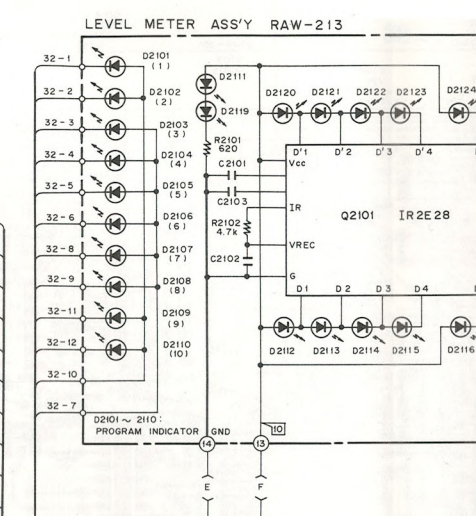 LEVEL METER ASS'Y RAW-213
32-1
D2101
(1)
32-2
D2102
(2)
32-3
D2103
(3)
32-4
D2104
(4)
32-5
D2105
(5)
32-6
D2106
(6)
32-8
D2107
(7)
32-9
D2108
(8)
32-11
D2109
(9)
32-12
D2110
(10)
32-10
32-7
D2101 ~ 2110 :
PROGRAM INDICATOR
D2111
D2119
R2101
620
C2101
C2103
R2102
4.7k
C2102
D2120 D2121 D2122 D2123 D2124
D'1 D'2 D'3 D'4
Vcc
IR
Q2101 IR2E28
VREC
G
D1 D2 D3 D4
D2112 D2113 D2114 D2115 D2116
10
14 GND 13
E F